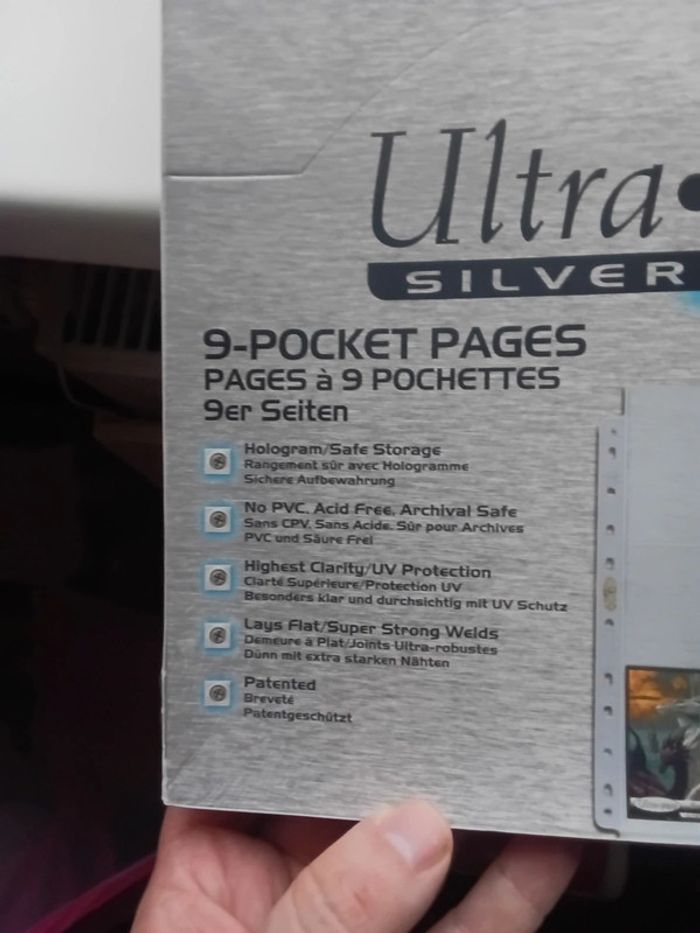 Ultra
SILVER
9-POCKET PAGES
PAGES à 9 POCHETTES
9er Seiten
Hologram/Safe Storage
Rangement sûr avec Hologramme
Sichere Aufbewahrung
No PVC, Acid Free, Archival Safe
Sans CPV, Sans Acide, Sûr pour Archives
PVC und Säure Frei
Highest Clarity/UV Protection
Clarté Supérieure/Protection UV
Besonders klar und durchsichtig mit UV Schutz
Lays Flat/Super Strong Welds
Demeure à Plat/Joints Ultra-robustes
Dünn mit extra starken Nähten
Patented
Breveté
Patentgeschützt